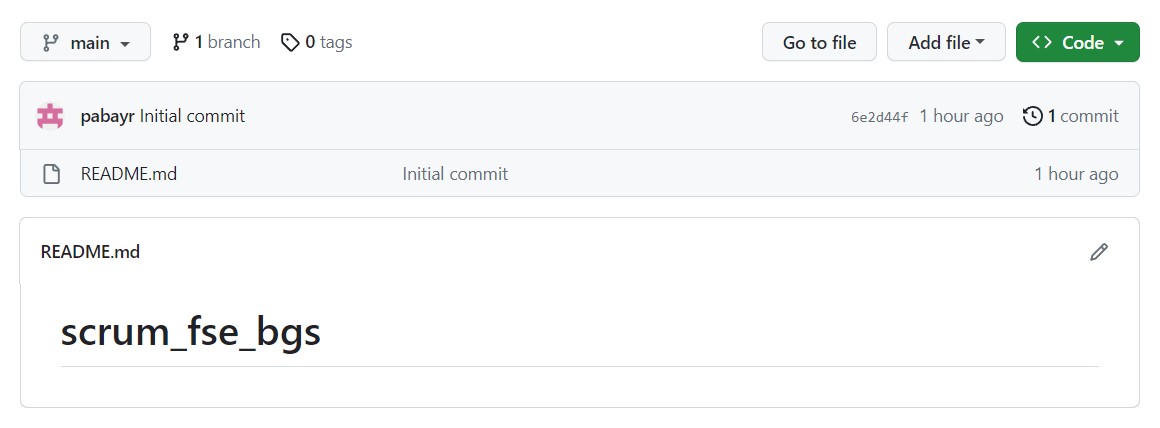 main 1 branch 0 tags Go to file Add file Code
pabayr Initial commit 6e2d44f 1 hour ago 1 commit
README.md Initial commit 1 hour ago
README.md
scrum_fse_bgs